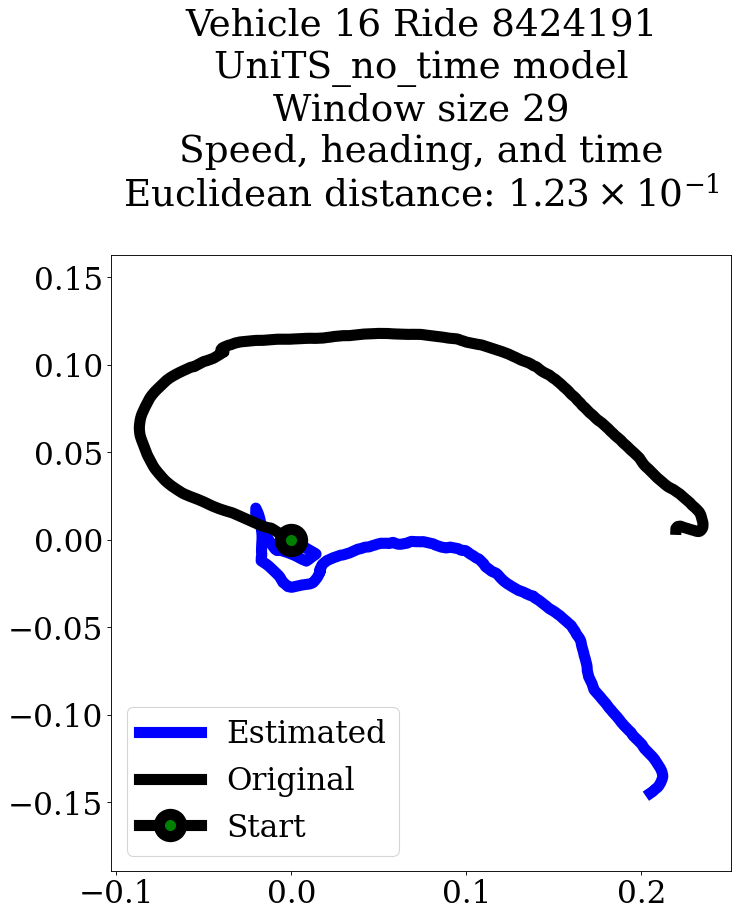 Vehicle 16 Ride 8424191
UniTS_no_time model
Window size 29
Speed, heading, and time
Euclidean distance: 1.23 × 10⁻¹
0.15
0.10
0.05
0.00
−0.05
−0.10
−0.15
Estimated
Original
Start
−0.1
0.0
0.1
0.2